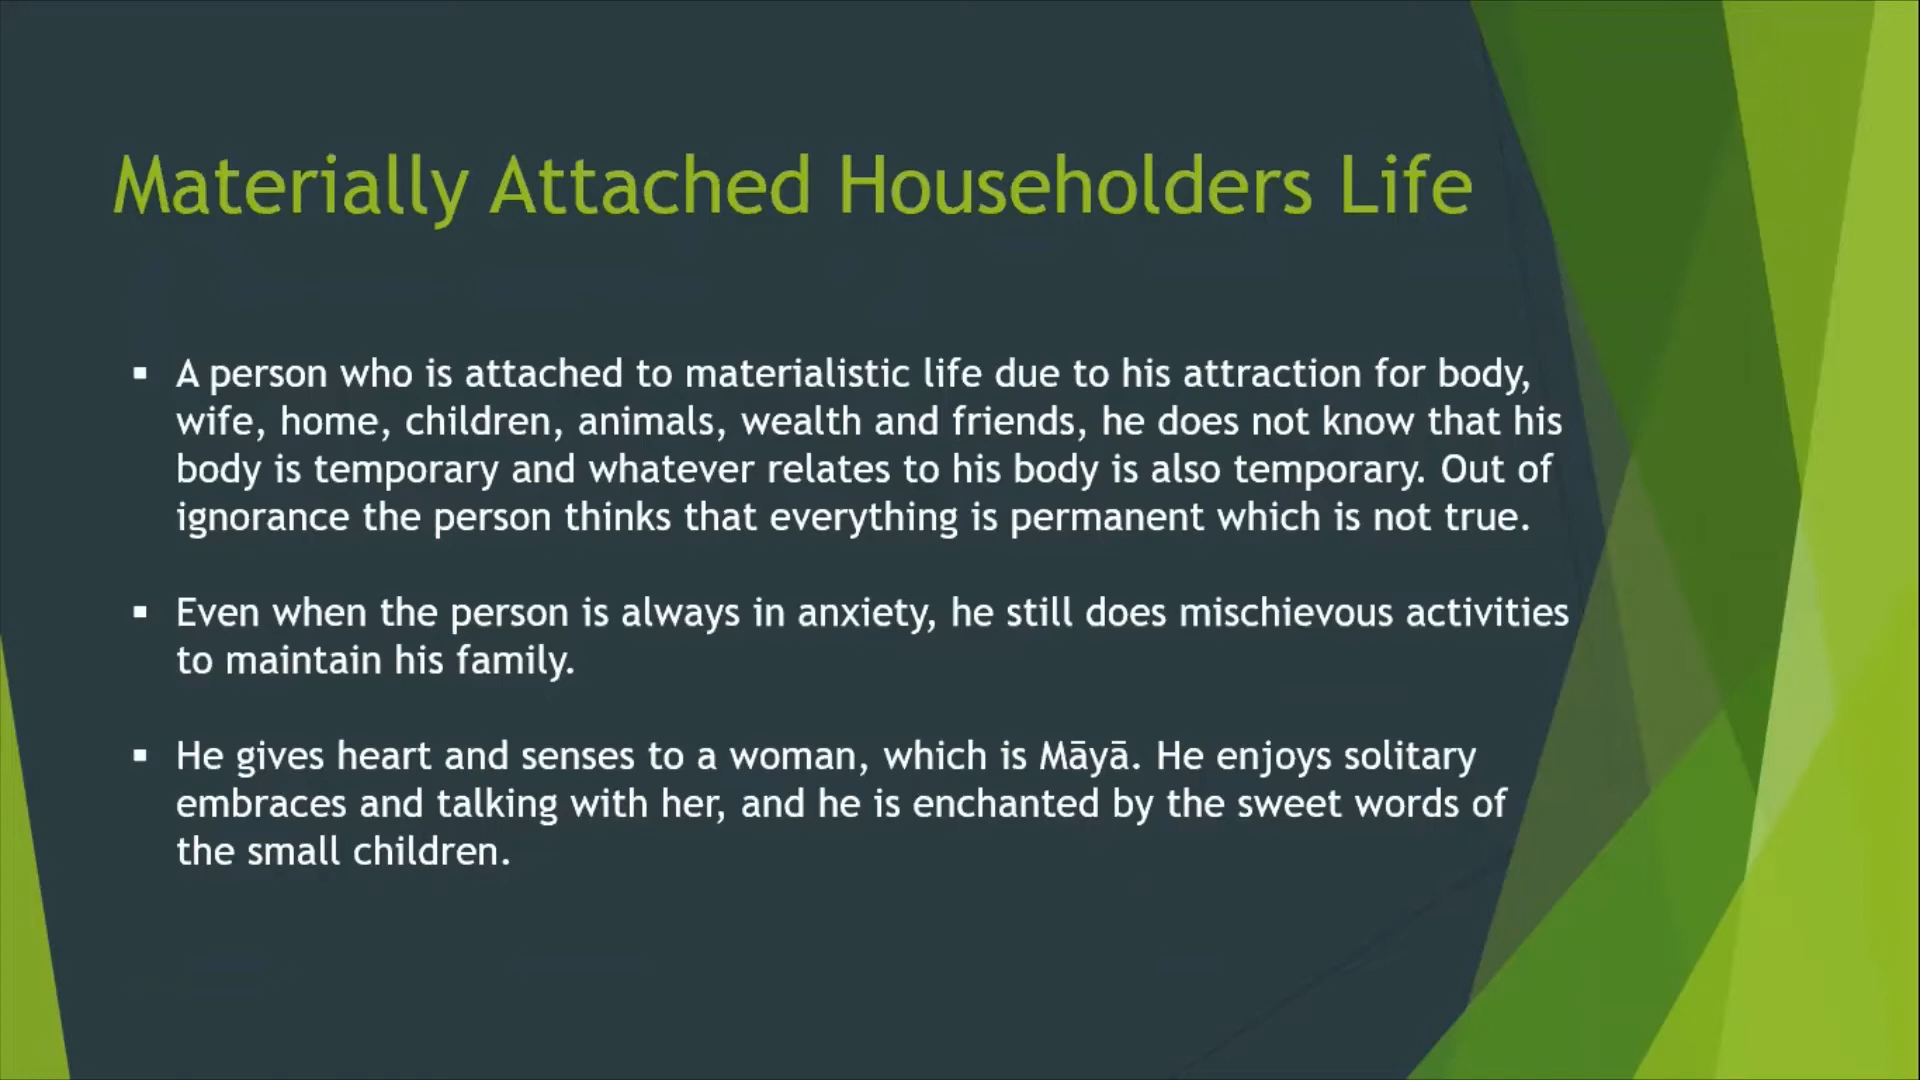 Materially Attached Householders Life
▪ A person who is attached to materialistic life due to his attraction for body,
wife, home, children, animals, wealth and friends, he does not know that his
body is temporary and whatever relates to his body is also temporary. Out of
ignorance the person thinks that everything is permanent which is not true.
▪ Even when the person is always in anxiety, he still does mischievous activities
to maintain his family.
▪ He gives heart and senses to a woman, which is Māyā. He enjoys solitary
embraces and talking with her, and he is enchanted by the sweet words of
the small children.